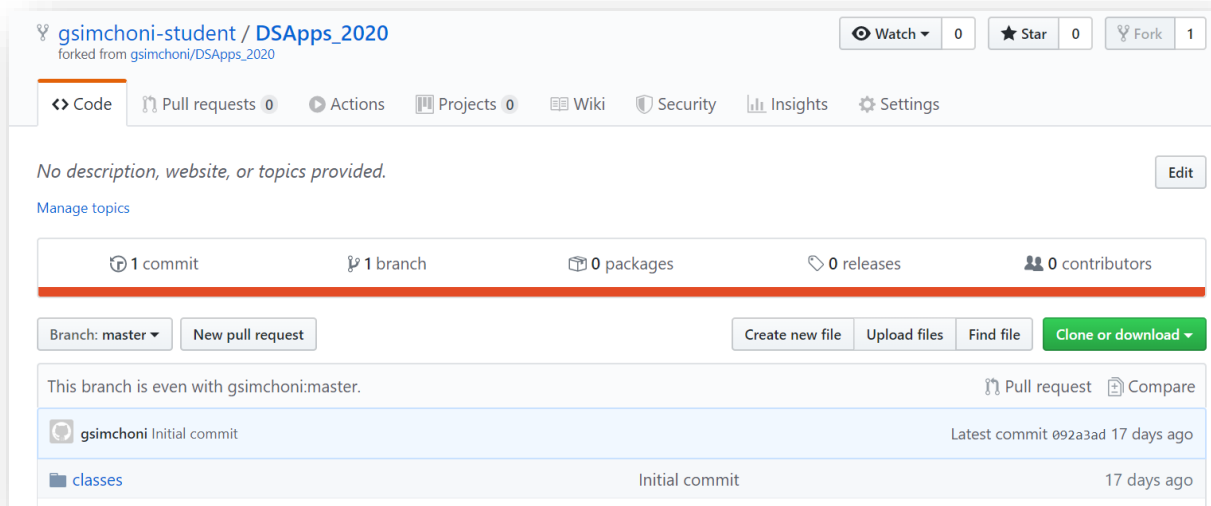 gsimchoni-student / DSApps_2020
forked from gsimchoni/DSApps_2020
Watch 0 Star 0 Fork 1
Code Pull requests 0 Actions Projects 0 Wiki Security Insights Settings
No description, website, or topics provided. Edit
Manage topics
1 commit 1 branch 0 packages 0 releases 0 contributors
Branch: master New pull request Create new file Upload files Find file Clone or download
This branch is even with gsimchoni:master. Pull request Compare
gsimchoni Initial commit Latest commit 092a3ad 17 days ago
classes Initial commit 17 days ago